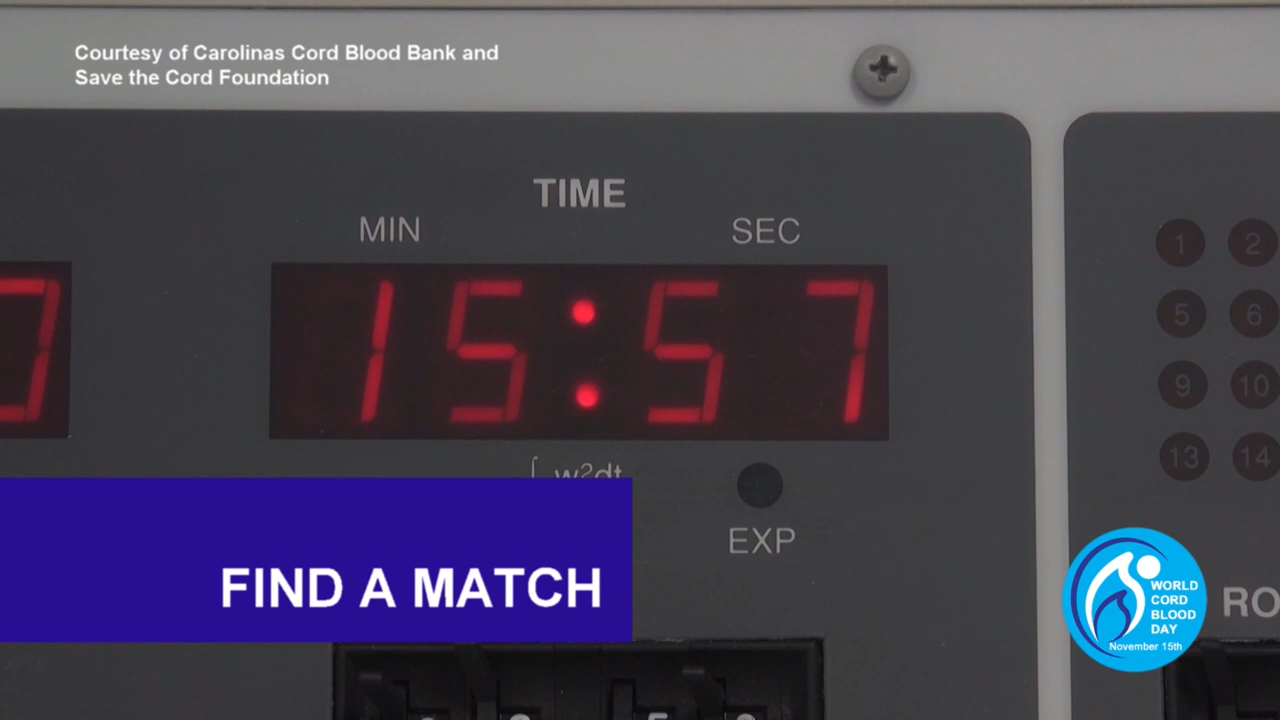 Courtesy of Carolinas Cord Blood Bank and
Save the Cord Foundation
TIME
MIN
SEC
15:57
1
2
5
6
9
10
13
14
∫ w²dt
EXP
FIND A MATCH
WORLD
CORD
BLOOD
DAY
November 15th
RO